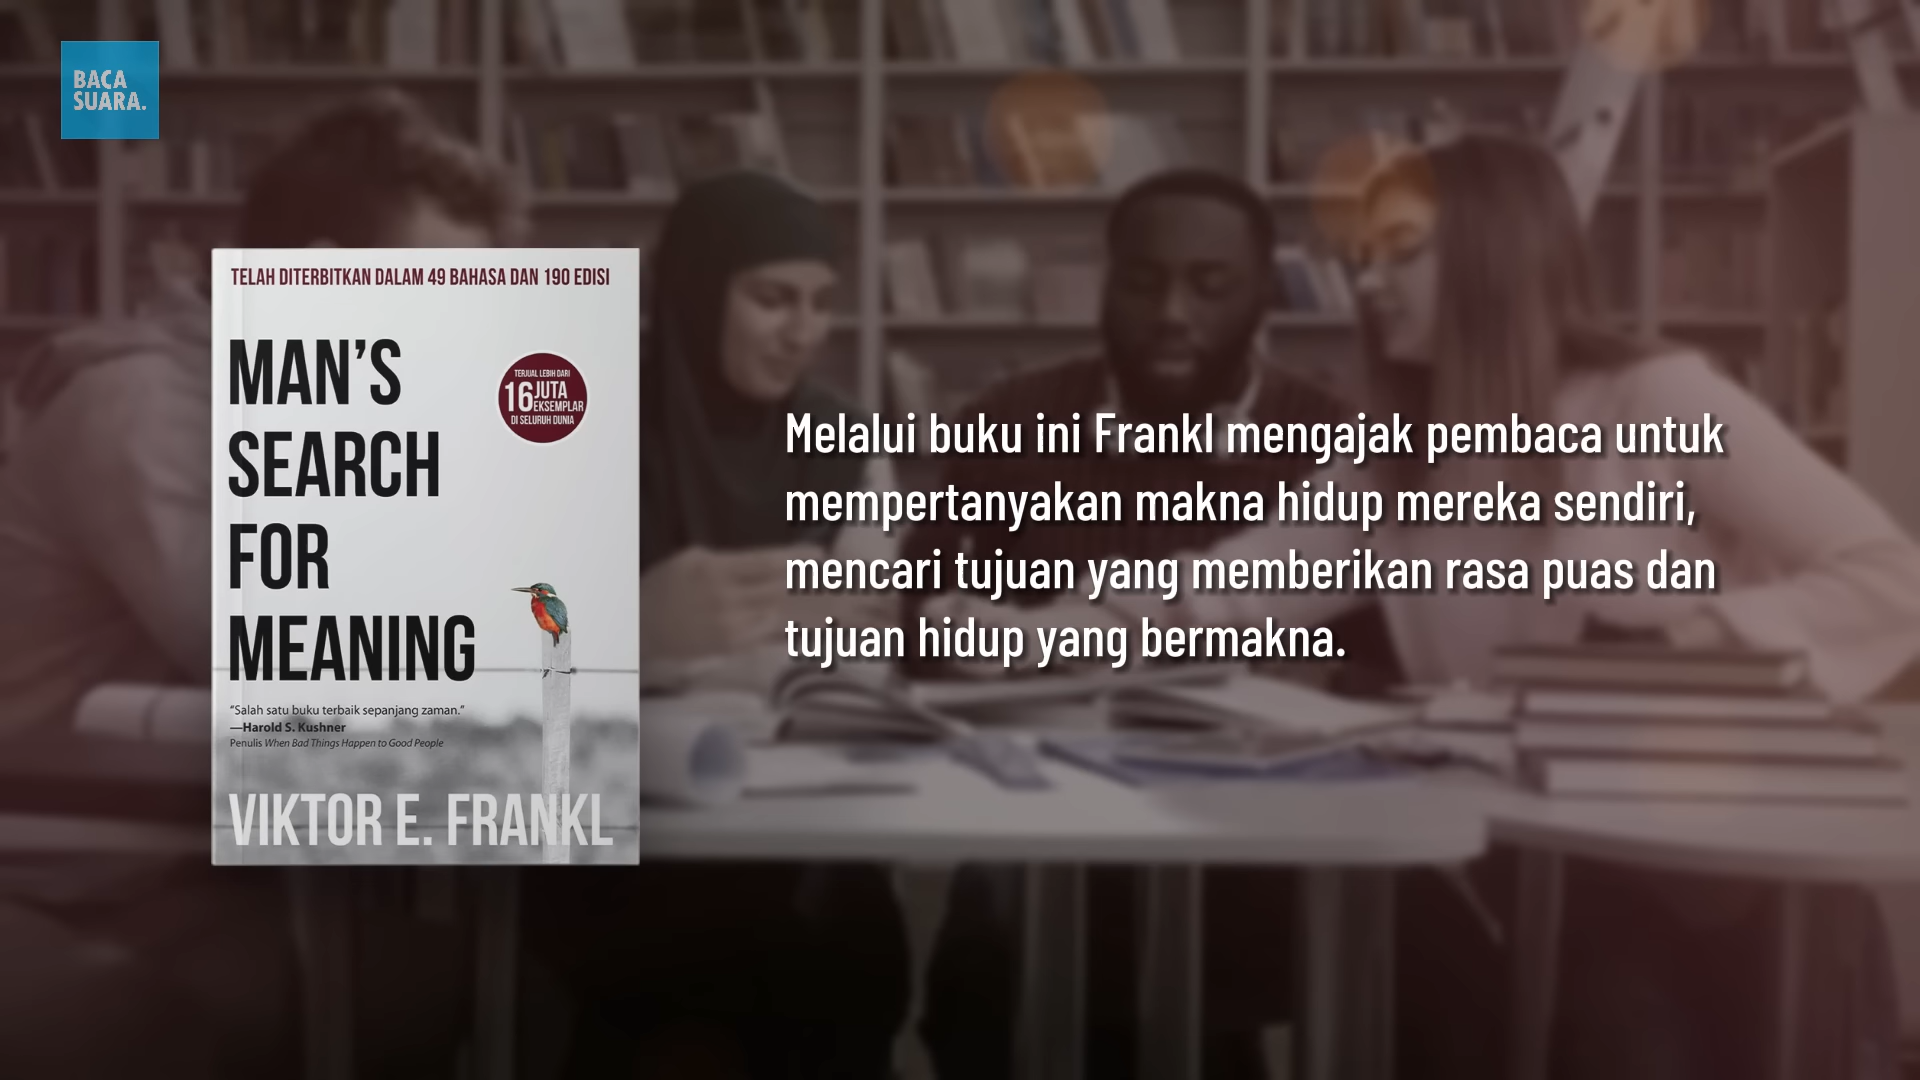 BACA
SUARA.
TELAH DITERBITKAN DALAM 49 BAHASA DAN 190 EDISI
MAN’S
SEARCH
FOR
MEANING
TERJUAL LEBIH DARI
16 JUTA
EKSEMPLAR
DI SELURUH DUNIA
“Salah satu buku terbaik sepanjang zaman.”
—Harold S. Kushner
Penulis When Bad Things Happen to Good People
VIKTOR E. FRANKL
Melalui buku ini Frankl mengajak pembaca untuk
mempertanyakan makna hidup mereka sendiri,
mencari tujuan yang memberikan rasa puas dan
tujuan hidup yang bermakna.